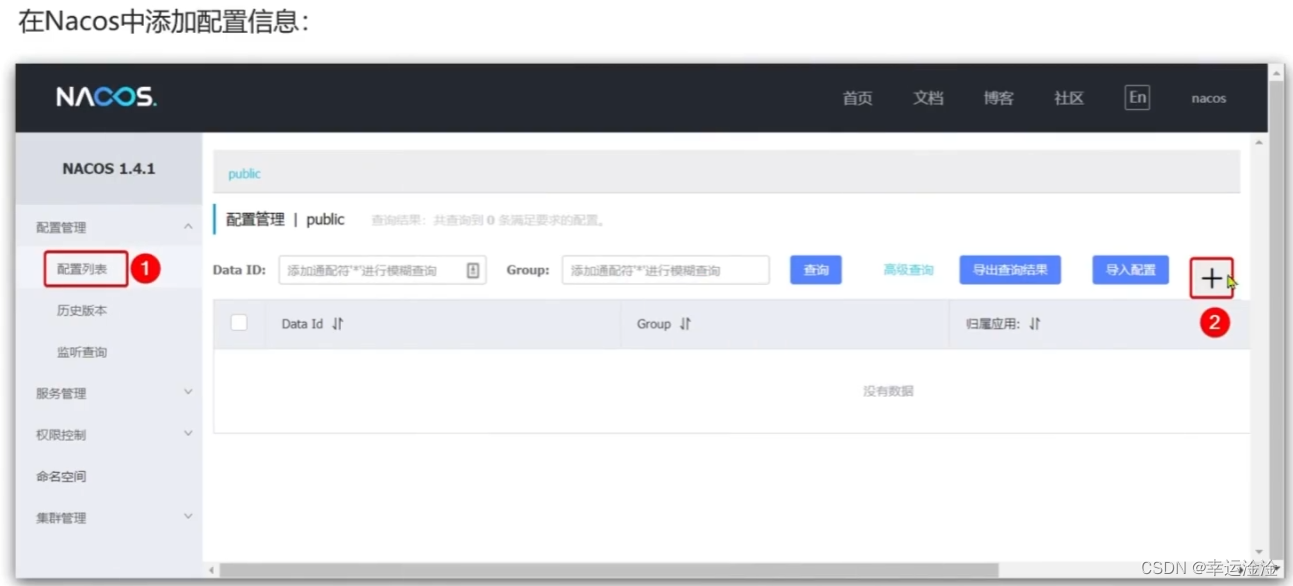 在Nacos中添加配置信息：
NACOS.
首页 文档 博客 社区 En nacos
NACOS 1.4.1
public
配置管理
配置管理 | public 查询结果：共查询到 0 条满足要求的配置。
配置列表 1
Data ID: 添加通配符'*'进行模糊查询 Group: 添加通配符'*'进行模糊查询 查询 高级查询 导出查询结果 导入配置 +
2
历史版本
Data Id Group 归属应用:
监听查询
服务管理
没有数据
权限控制
命名空间
集群管理
CSDN @幸运淦淦